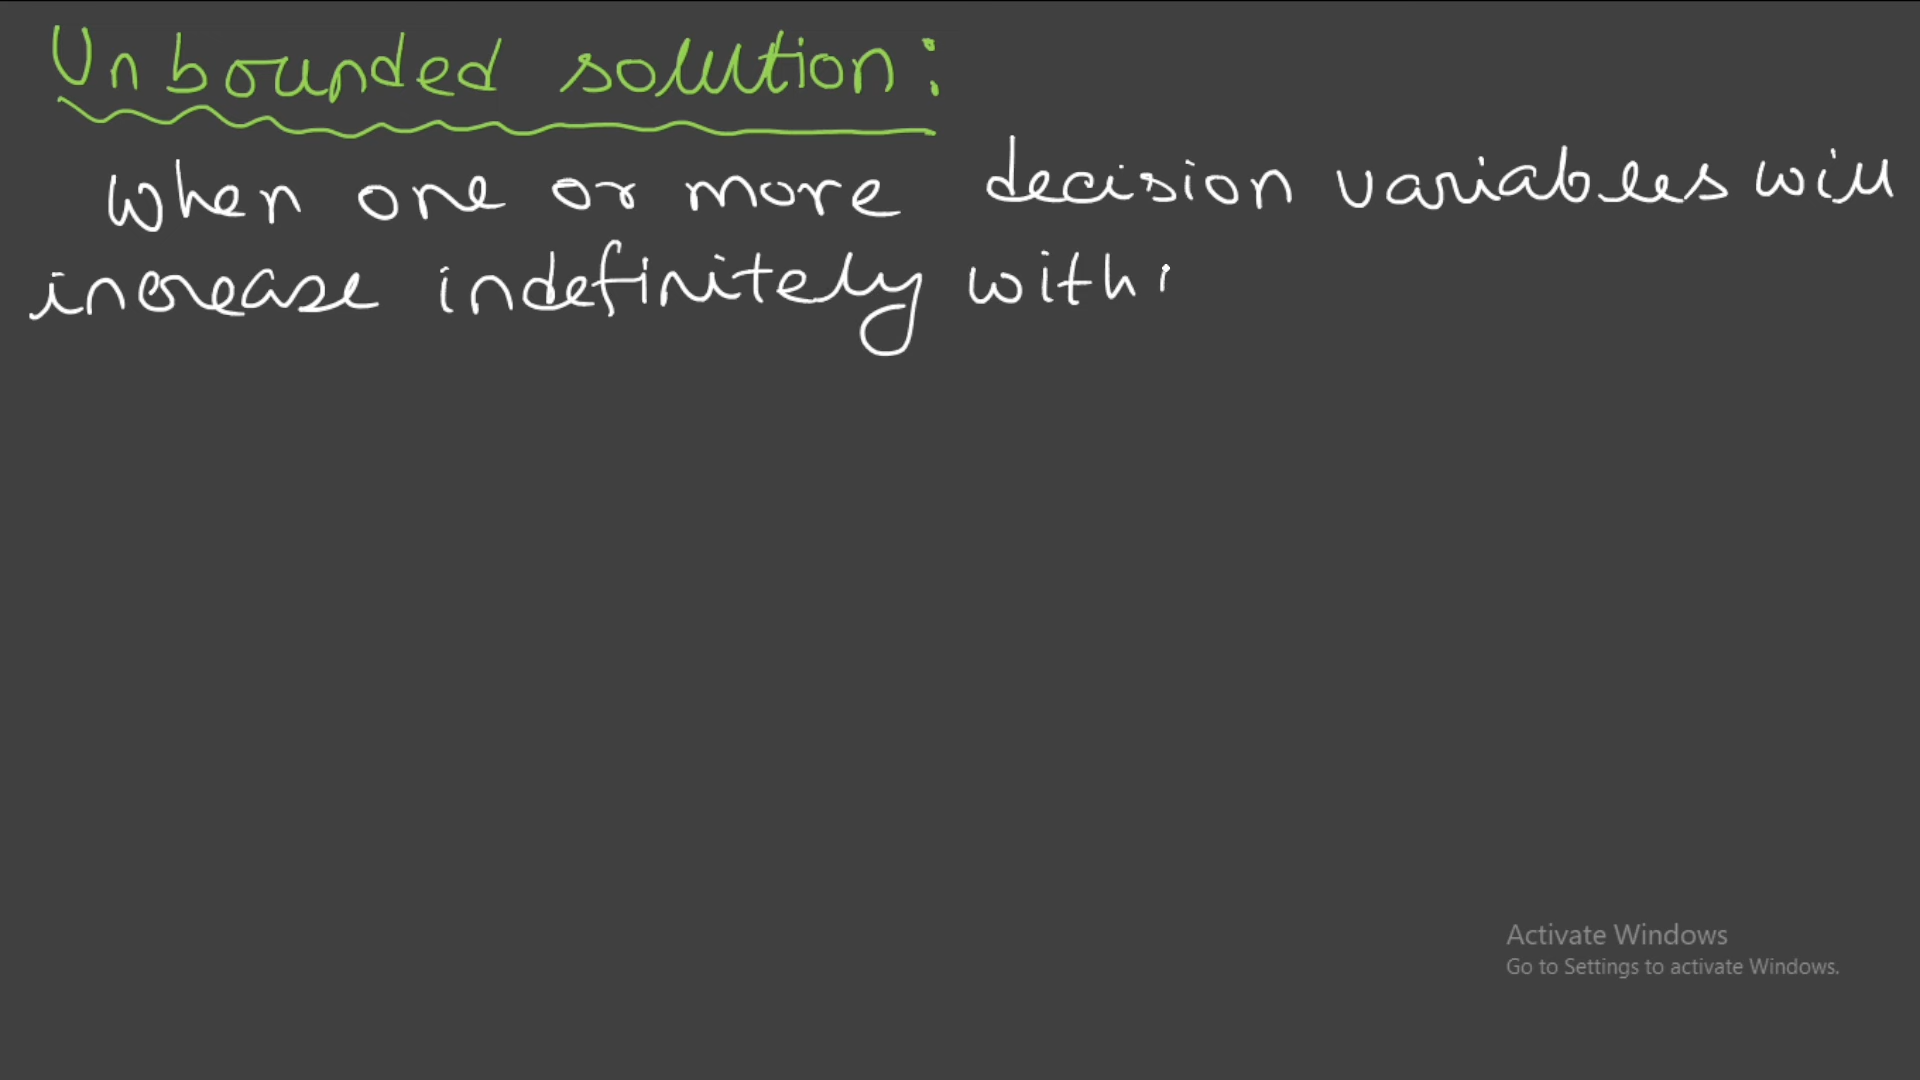 Unbounded solution:
When one or more decision variables will
increase indefinitely with
Activate Windows
Go to Settings to activate Windows.